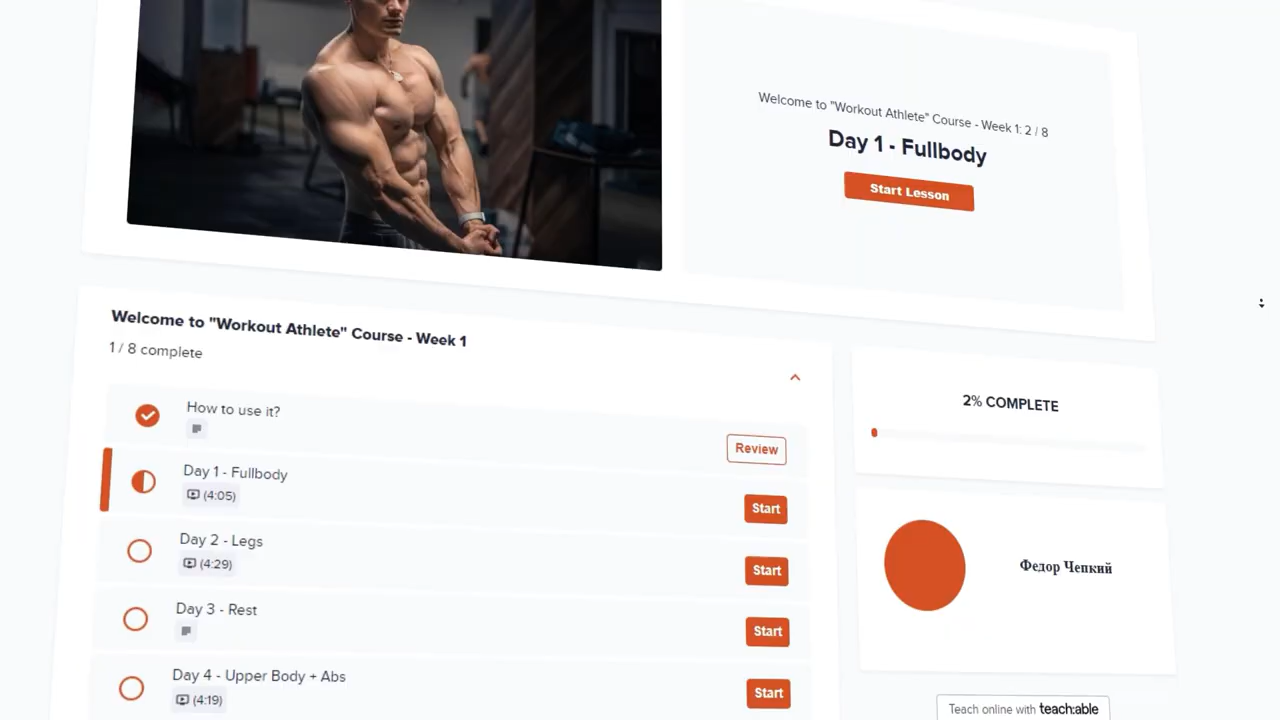 Welcome to "Workout Athlete" Course - Week 1: 2 / 8
Day 1 - Fullbody
Start Lesson
Welcome to "Workout Athlete" Course - Week 1
1 / 8 complete
How to use it?
Review
Day 1 - Fullbody
(4:05)
Start
Day 2 - Legs
(4:29)
Start
Day 3 - Rest
Start
Day 4 - Upper Body + Abs
(4:19)
Start
2% COMPLETE
Федор Чепкий
Teach online with teach:able